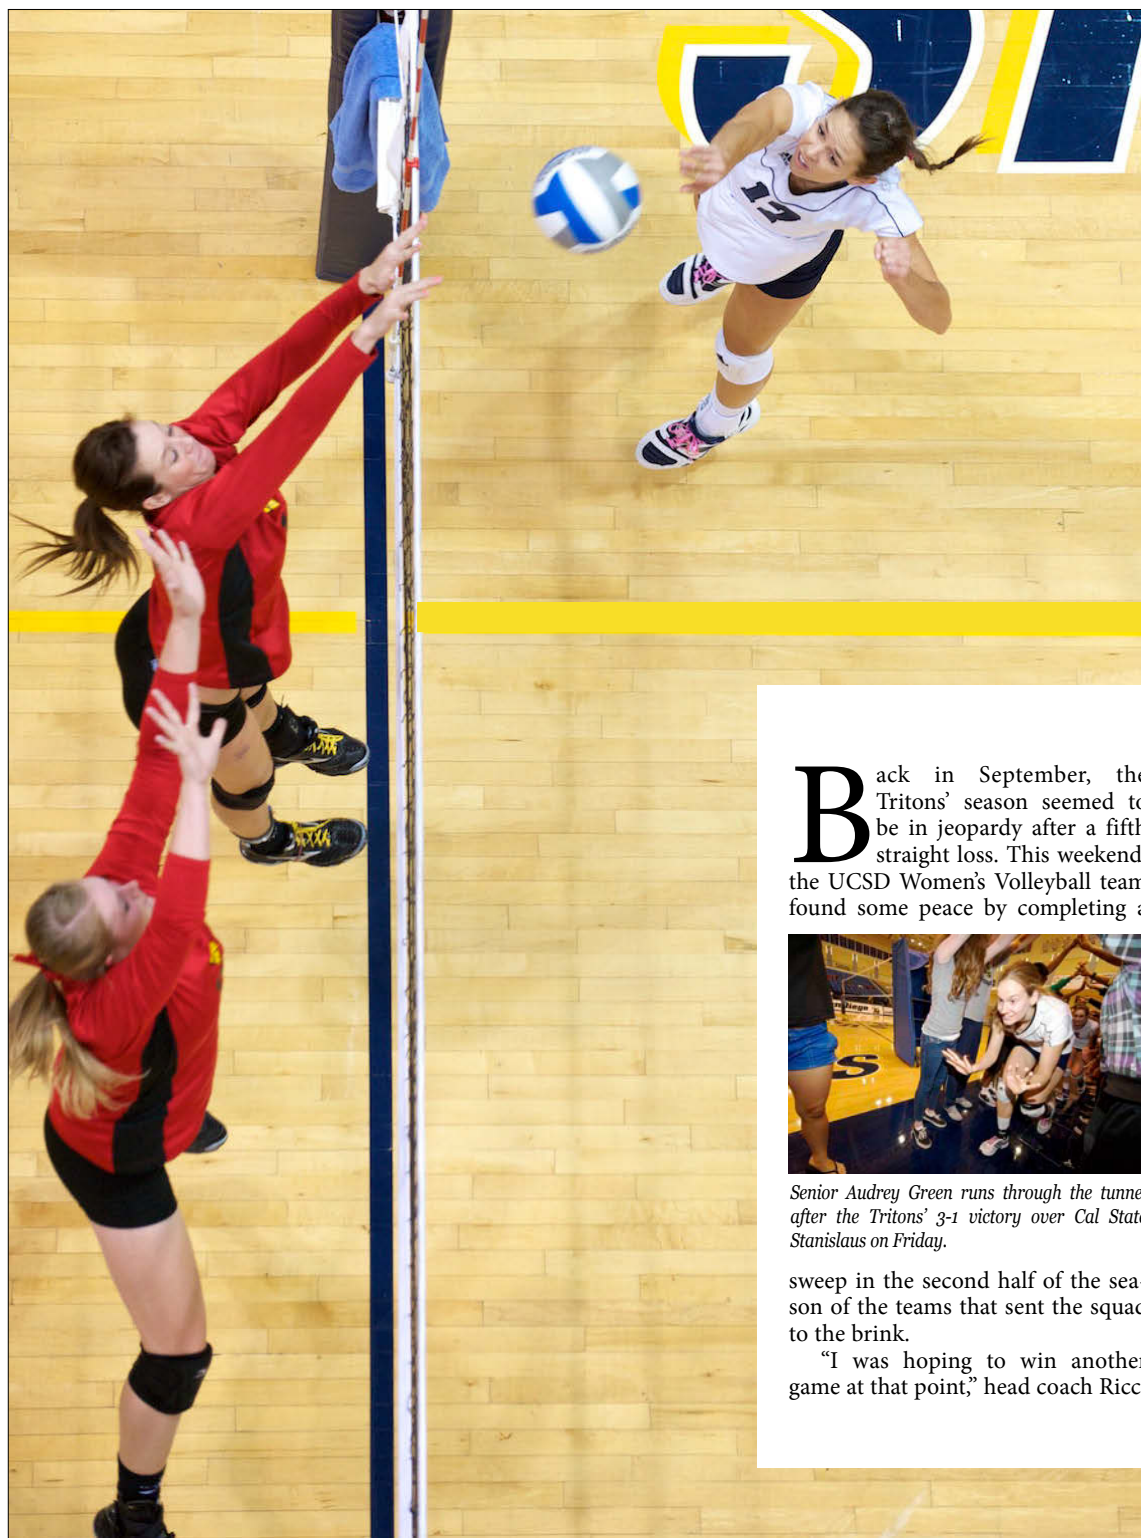 12
Back in September, the
Tritons’ season seemed to
be in jeopardy after a fifth
straight loss. This weekend,
the UCSD Women’s Volleyball team
found some peace by completing a
S
Senior Audrey Green runs through the tunnel
after the Tritons’ 3-1 victory over Cal State
Stanislaus on Friday.
sweep in the second half of the sea-
son of the teams that sent the squad
to the brink.
“I was hoping to win another
game at that point,” head coach Ricci